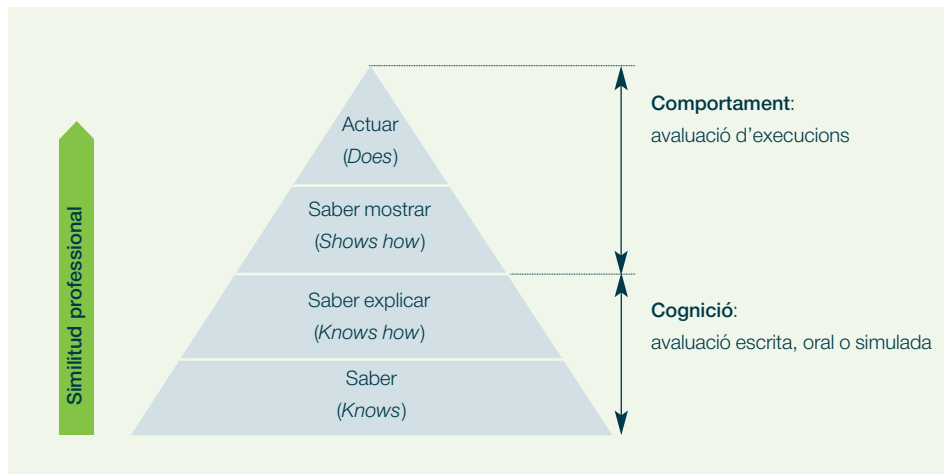 Similitud professional
Actuar
(Does)
Saber mostrar
(Shows how)
Saber explicar
(Knows how)
Saber
(Knows)
Comportament:
avaluació d’execucions
Cognició:
avaluació escrita, oral o simulada